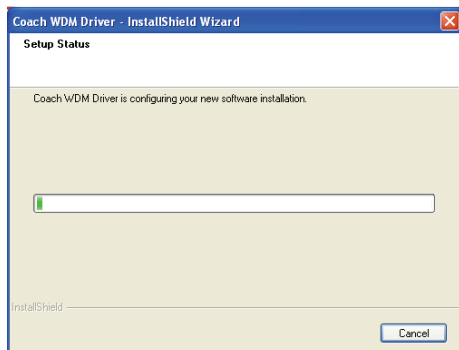 Coach WDM Driver - InstallShield Wizard
Setup Status
Coach WDM Driver is configuring your new software installation.
InstallShield
Cancel